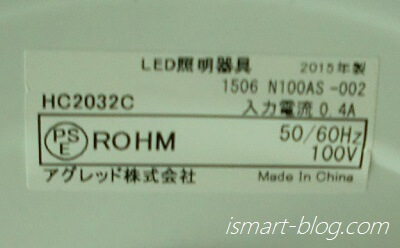 LED照明器具 2015年製
1506 N100AS-002
HC2032C 入力電流 0.4A
PSE ROHM 50/60Hz
100V
アグレッド株式会社 Made In China
ismart-blog.com